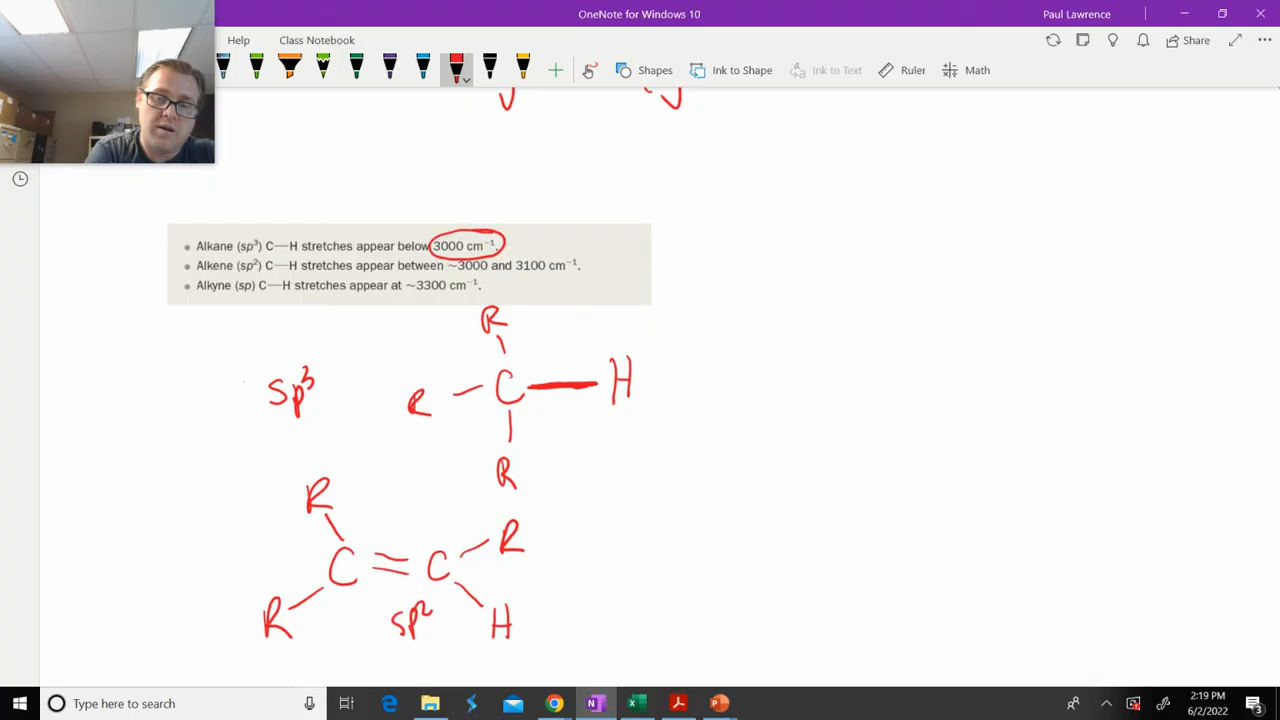 OneNote for Windows 10
Paul Lawrence
Help
Class Notebook
Shapes
Ink to Shape
Ink to Text
Ruler
Math
Share
y y
• Alkane (sp³) C—H stretches appear below 3000 cm⁻¹.
• Alkene (sp²) C—H stretches appear between ~3000 and 3100 cm⁻¹.
• Alkyne (sp) C—H stretches appear at ~3300 cm⁻¹.
R
Sp³ R – C — H
R
R
R
C = C
R sp² H
Type here to search
2:19 PM
6/2/2022
3